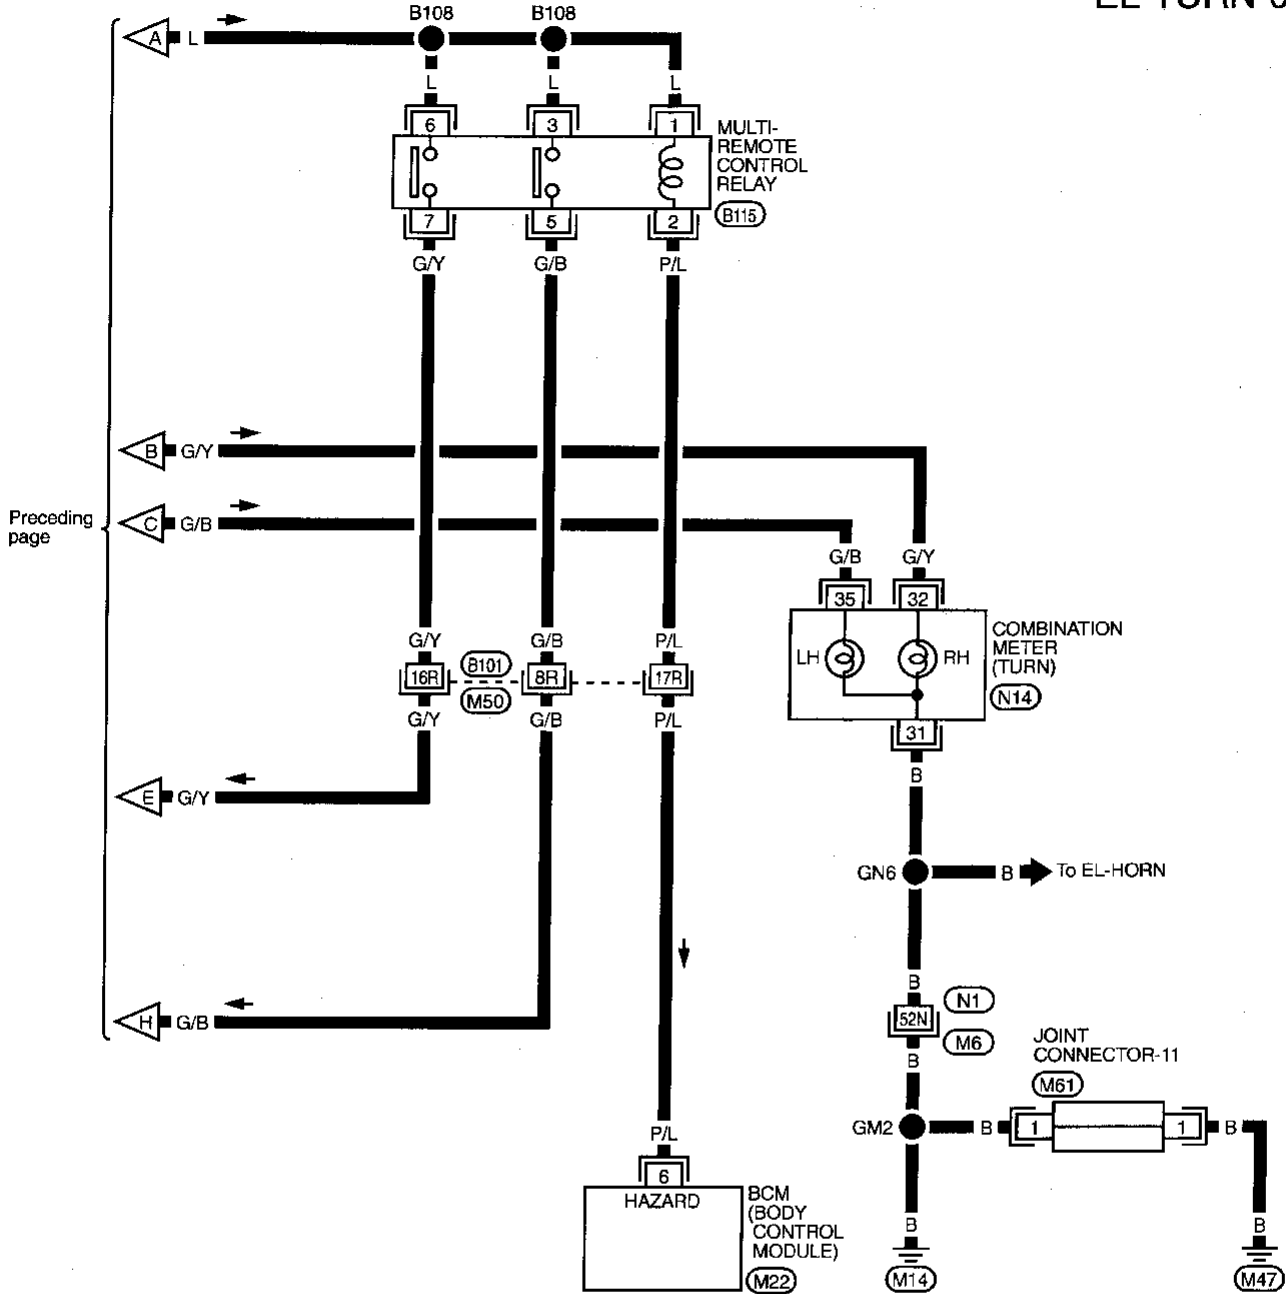 EL-TURN-0
B108 B108
A L
L L L
6 3 1
MULTI-
REMOTE
CONTROL
RELAY
B115
7 5 2
G/Y G/B P/L
B G/Y
Preceding
page
C G/B
G/B G/Y
35 32
COMBINATION
METER
(TURN)
N14
LH RH
31
G/Y G/B P/L
16R B101 8R 17R
M50
G/Y G/B P/L
B
E G/Y
GN6 B To EL-HORN
B
N1
52N
M6
B
H G/B
JOINT
CONNECTOR-11
M61
GM2 B 1 1 B
P/L
6
HAZARD
BCM
(BODY
CONTROL
MODULE)
M22
B B
M14 M47